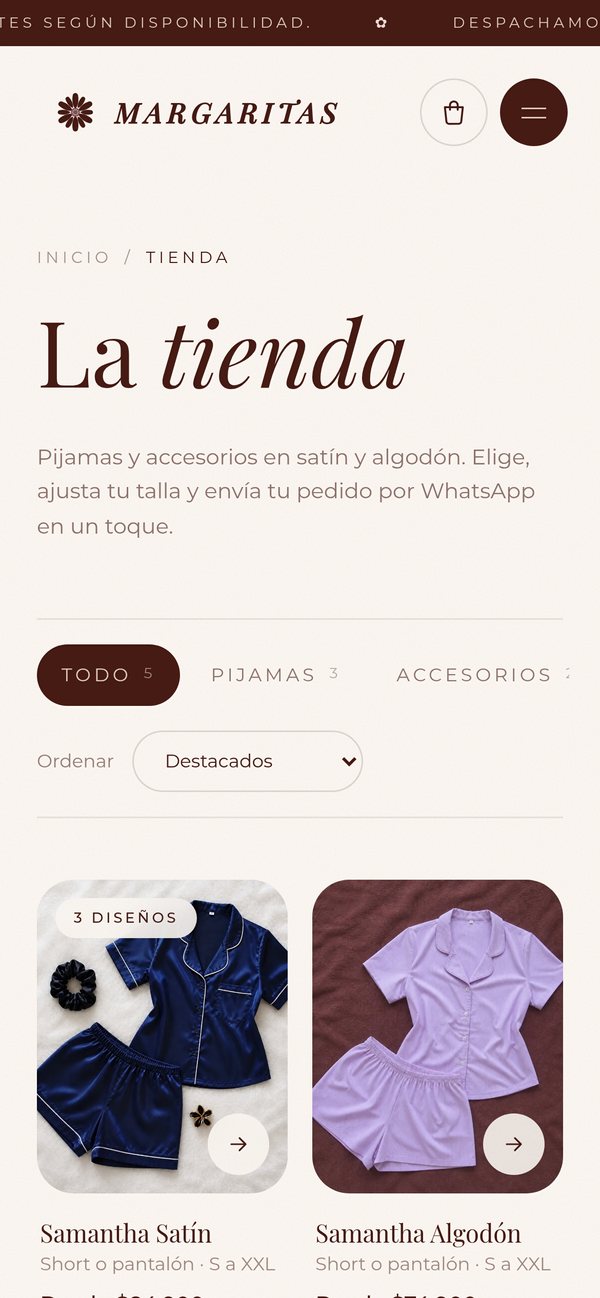 TES SEGÚN DISPONIBILIDAD. ✿ DESPACHAMO
MARGARITAS
INICIO / TIENDA
La tienda
Pijamas y accesorios en satín y algodón. Elige,
ajusta tu talla y envía tu pedido por WhatsApp
en un toque.
TODO 5 PIJAMAS 3 ACCESORIOS 2
Ordenar Destacados
3 DISEÑOS
Samantha Satín
Short o pantalón · S a XXL
Samantha Algodón
Short o pantalón · S a XXL